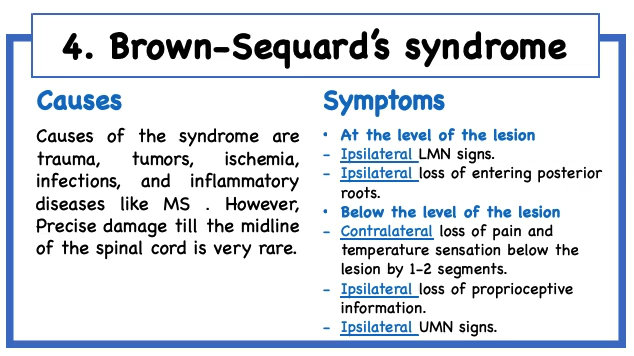 4. Brown-Sequard's syndrome
Causes
Causes of the syndrome are
trauma, tumors, ischemia,
infections, and inflammatory
diseases like MS . However,
Precise damage till the midline
of the spinal cord is very rare.
Symptoms
• At the level of the lesion
- Ipsilateral LMN signs.
- Ipsilateral loss of entering posterior
roots.
• Below the level of the lesion
- Contralateral loss of pain and
temperature sensation below the
lesion by 1-2 segments.
- Ipsilateral loss of proprioceptive
information.
- Ipsilateral UMN signs.